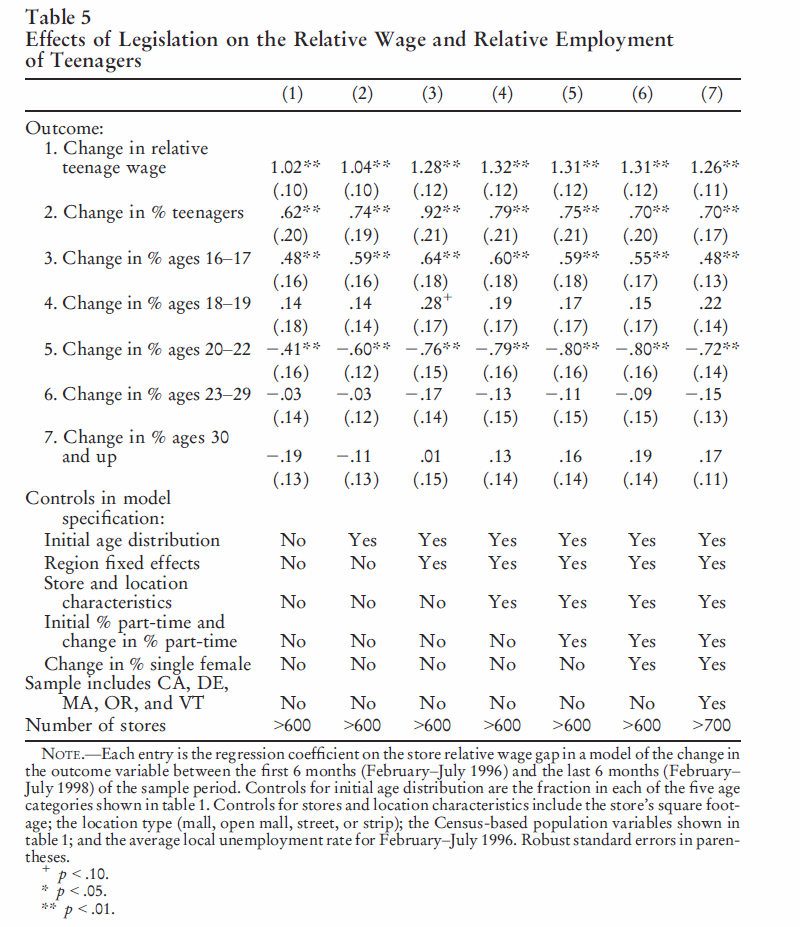 Table 5
Effects of Legislation on the Relative Wage and Relative Employment
of Teenagers
(1) (2) (3) (4) (5) (6) (7)
Outcome:
1. Change in relative
teenage wage 1.02** 1.04** 1.28** 1.32** 1.31** 1.31** 1.26**
(.10) (.10) (.12) (.12) (.12) (.12) (.11)
2. Change in % teenagers .62** .74** .92** .79** .75** .70** .70**
(.20) (.19) (.21) (.21) (.21) (.20) (.17)
3. Change in % ages 16–17 .48** .59** .64** .60** .59** .55** .48**
(.16) (.16) (.18) (.18) (.18) (.17) (.13)
4. Change in % ages 18–19 .14 .14 .28+ .19 .17 .15 .22
(.18) (.14) (.17) (.17) (.17) (.17) (.14)
5. Change in % ages 20–22 −.41** −.60** −.76** −.79** −.80** −.80** −.72**
(.16) (.12) (.15) (.16) (.16) (.16) (.14)
6. Change in % ages 23–29 −.03 −.03 −.17 −.13 −.11 −.09 −.15
(.14) (.12) (.14) (.15) (.15) (.15) (.13)
7. Change in % ages 30
and up −.19 −.11 .01 .13 .16 .19 .17
(.13) (.13) (.15) (.14) (.14) (.14) (.11)
Controls in model
specification:
Initial age distribution No Yes Yes Yes Yes Yes Yes
Region fixed effects No No Yes Yes Yes Yes Yes
Store and location
characteristics No No No Yes Yes Yes Yes
Initial % part-time and
change in % part-time No No No No Yes Yes Yes
Change in % single female No No No No No Yes Yes
Sample includes CA, DE,
MA, OR, and VT No No No No No No Yes
Number of stores >600 >600 >600 >600 >600 >600 >700
NOTE.—Each entry is the regression coefficient on the store relative wage gap in a model of the change in
the outcome variable between the first 6 months (February–July 1996) and the last 6 months (February–
July 1998) of the sample period. Controls for initial age distribution are the fraction in each of the five age
categories shown in table 1. Controls for stores and location characteristics include the store's square foot-
age; the location type (mall, open mall, street, or strip); the Census-based population variables shown in
table 1; and the average local unemployment rate for February–July 1996. Robust standard errors in paren-
theses.
+ p < .10.
* p < .05.
** p < .01.